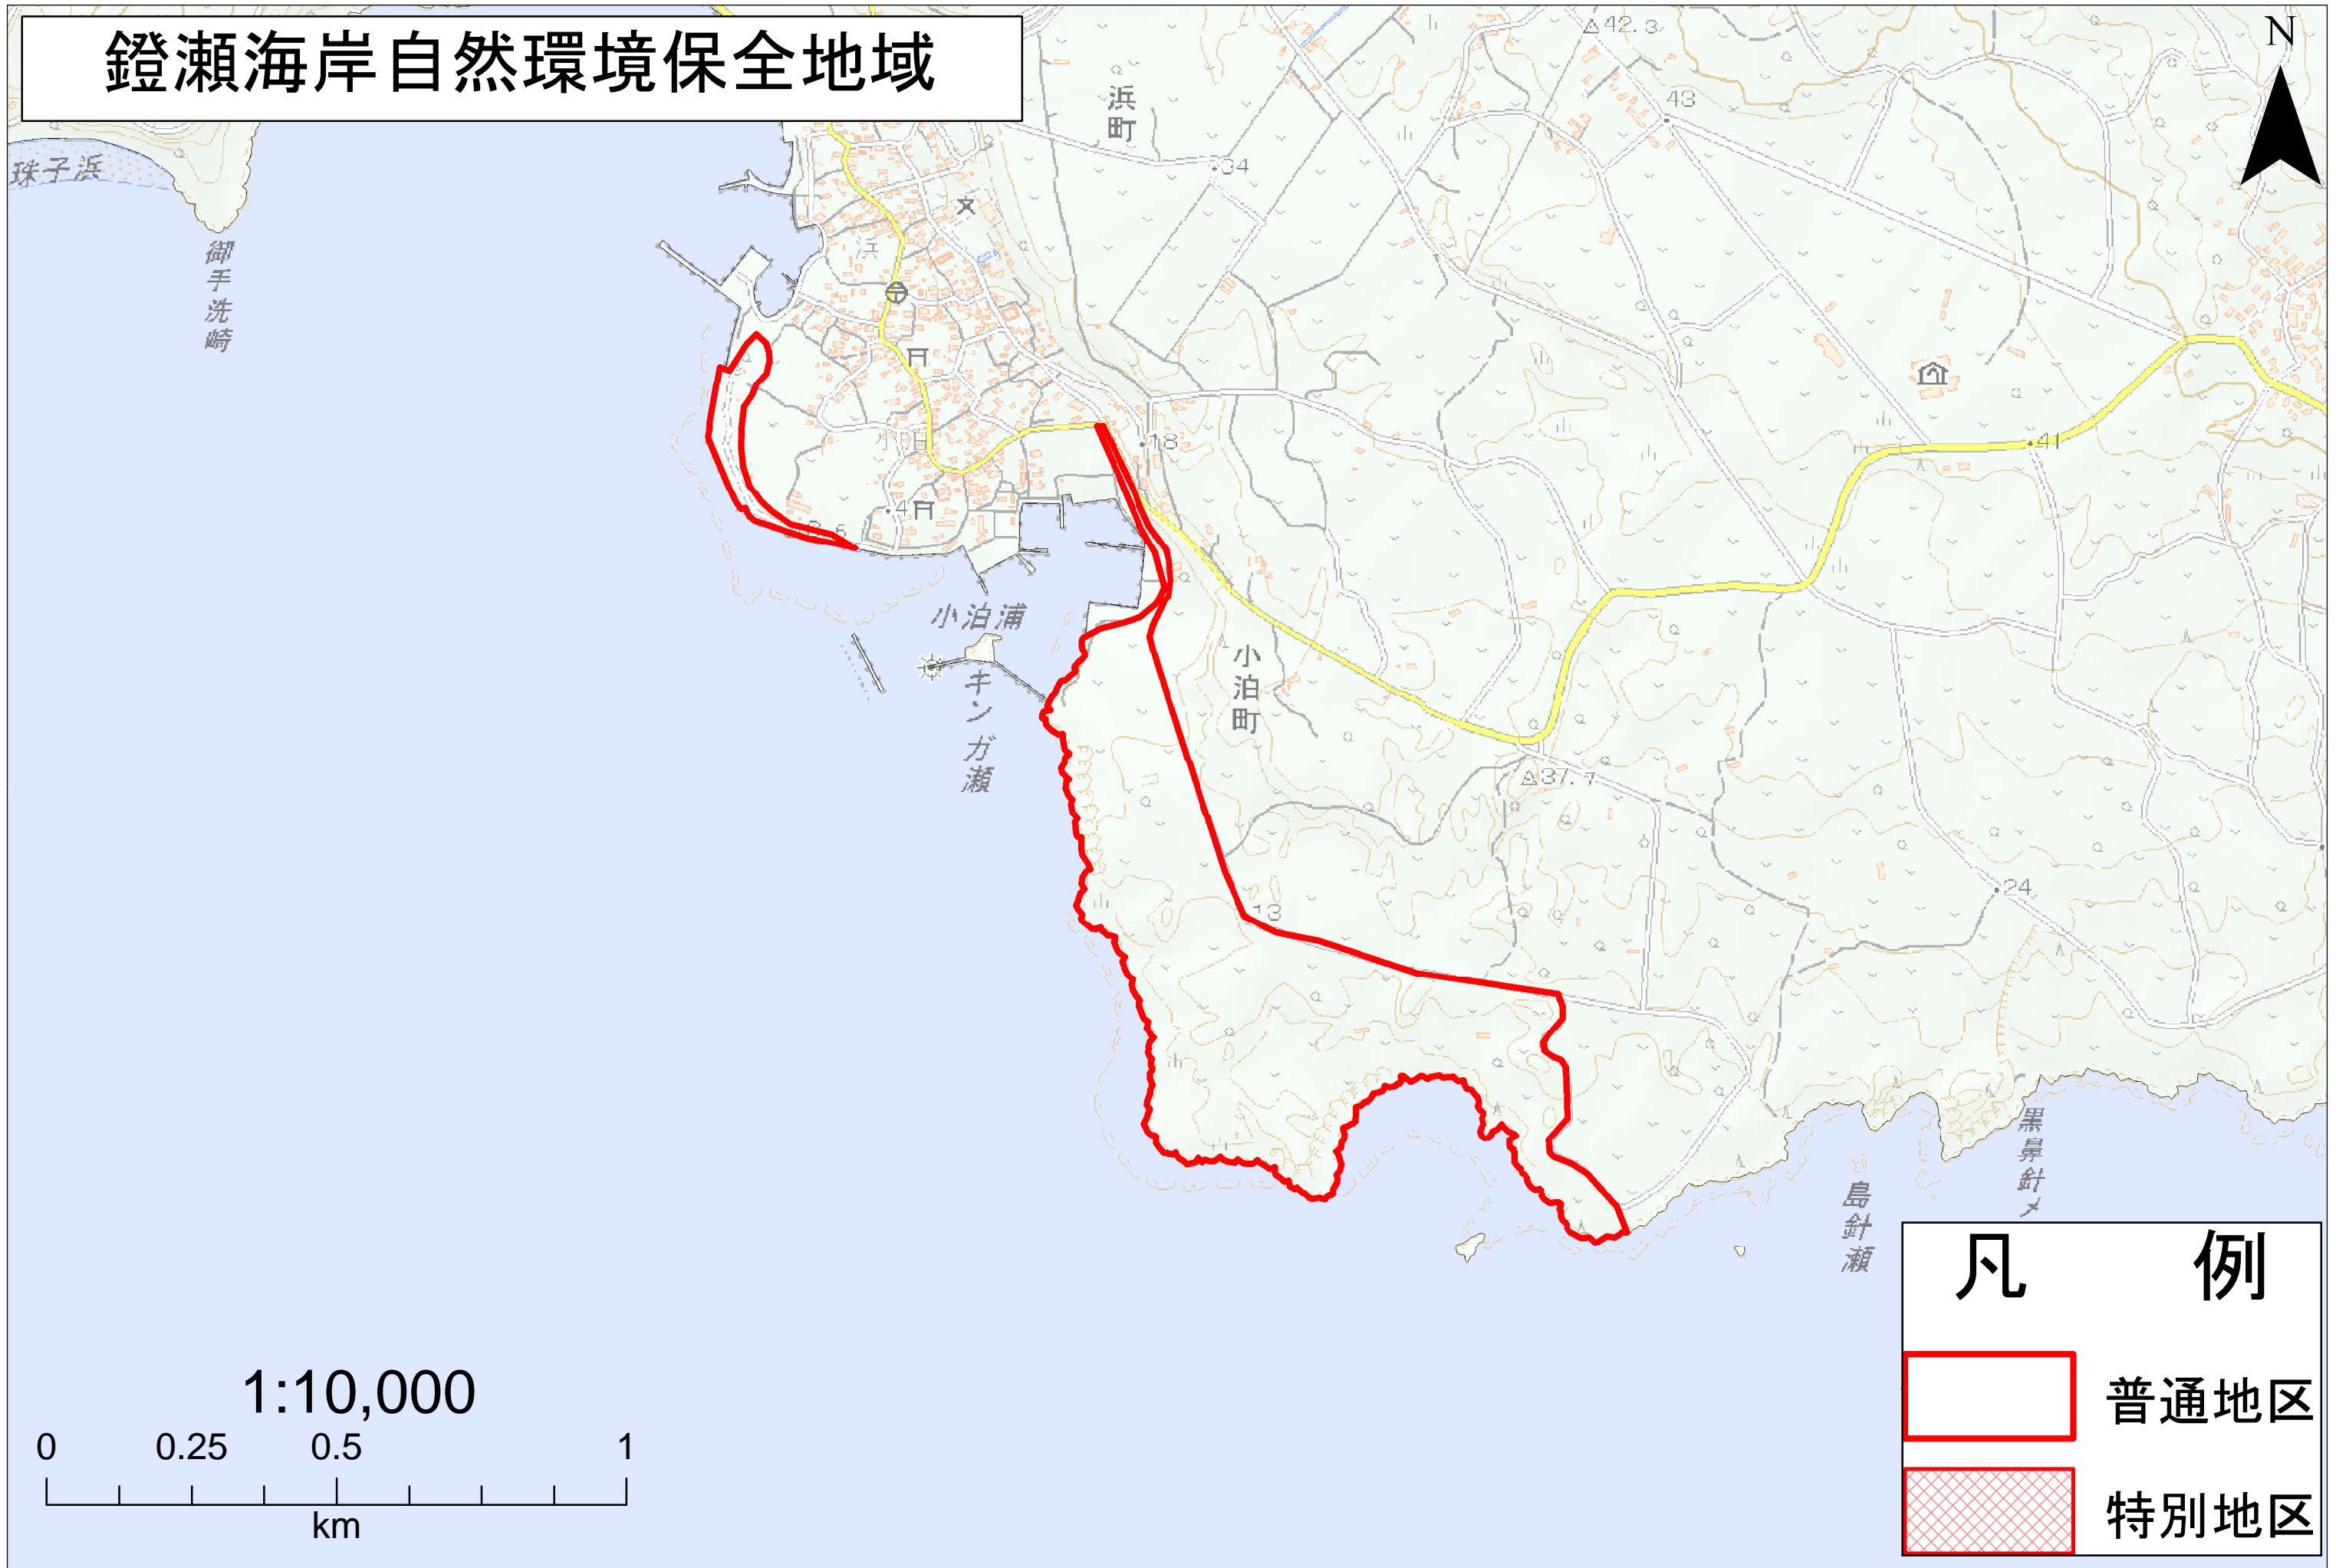 鐙瀬海岸自然環境保全地域
N
42.3
43
浜町
34
珠子浜
御手洗崎
浜
18
41
4
小泊浦
キンガ瀬
小泊町
37.7
13
24
黒鼻針メ
島針瀬
凡 例
普通地区
特別地区
1:10,000
0 0.25 0.5 1
km